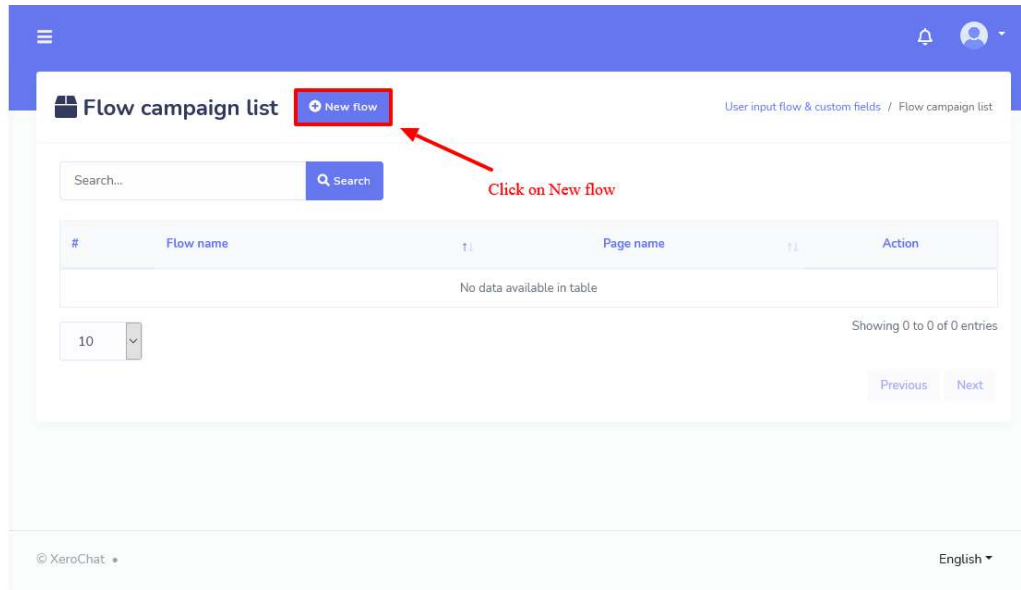 Flow campaign list
New flow
User input flow & custom fields / Flow campaign list
Search...
Search
Click on New flow
# Flow name Page name Action
No data available in table
10
Showing 0 to 0 of 0 entries
Previous Next
© XeroChat •
English